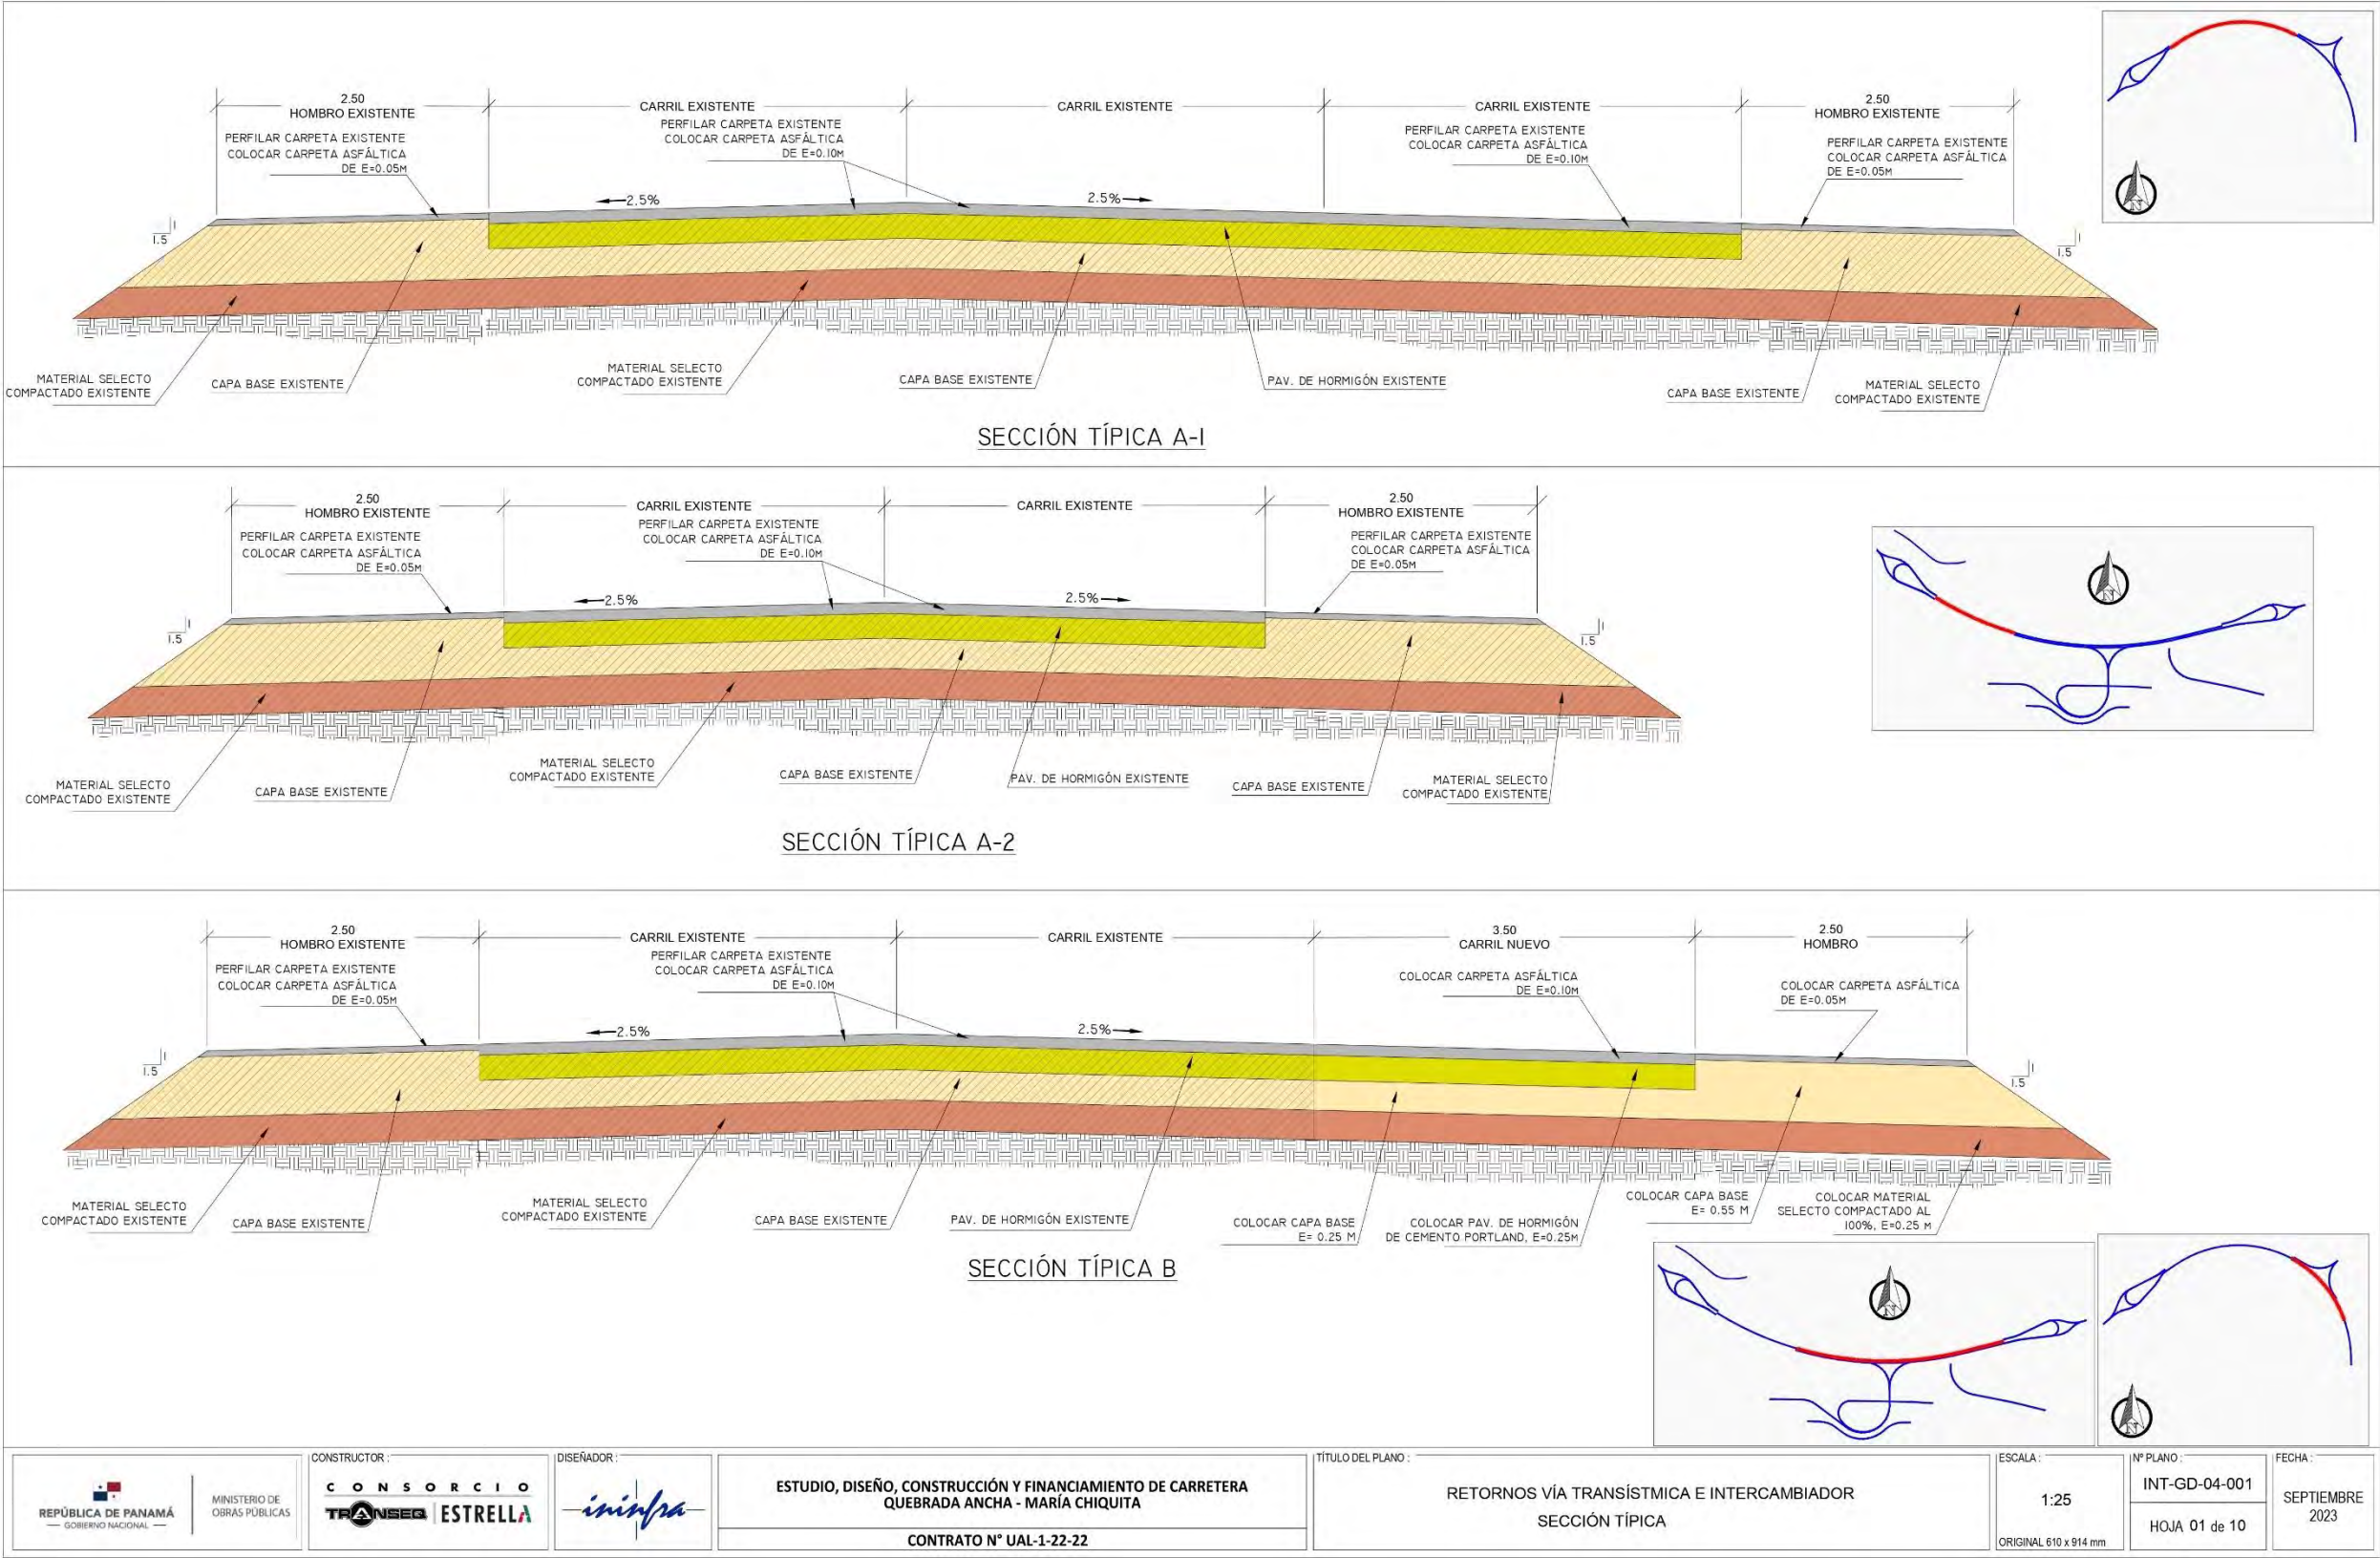 2.50
HOMBRO EXISTENTE
CARRIL EXISTENTE
CARRIL EXISTENTE
CARRIL EXISTENTE
2.50
HOMBRO EXISTENTE
PERFILAR CARPETA EXISTENTE
COLOCAR CARPETA ASFÁLTICA
DE E=0.05M
PERFILAR CARPETA EXISTENTE
COLOCAR CARPETA ASFÁLTICA
DE E=0.10M
PERFILAR CARPETA EXISTENTE
COLOCAR CARPETA ASFÁLTICA
DE E=0.10M
PERFILAR CARPETA EXISTENTE
COLOCAR CARPETA ASFÁLTICA
DE E=0.05M
N
2.5%
2.5%
1
1.5
1
1.5
MATERIAL SELECTO
COMPACTADO EXISTENTE
CAPA BASE EXISTENTE
MATERIAL SELECTO
COMPACTADO EXISTENTE
CAPA BASE EXISTENTE
PAV. DE HORMIGÓN EXISTENTE
CAPA BASE EXISTENTE
MATERIAL SELECTO
COMPACTADO EXISTENTE
SECCIÓN TÍPICA A-1
2.50
HOMBRO EXISTENTE
CARRIL EXISTENTE
CARRIL EXISTENTE
2.50
HOMBRO EXISTENTE
PERFILAR CARPETA EXISTENTE
COLOCAR CARPETA ASFÁLTICA
DE E=0.05M
PERFILAR CARPETA EXISTENTE
COLOCAR CARPETA ASFÁLTICA
DE E=0.10M
PERFILAR CARPETA EXISTENTE
COLOCAR CARPETA ASFÁLTICA
DE E=0.05M
N
2.5%
2.5%
1
1.5
1
1.5
MATERIAL SELECTO
COMPACTADO EXISTENTE
CAPA BASE EXISTENTE
MATERIAL SELECTO
COMPACTADO EXISTENTE
CAPA BASE EXISTENTE
PAV. DE HORMIGÓN EXISTENTE
CAPA BASE EXISTENTE
MATERIAL SELECTO
COMPACTADO EXISTENTE
SECCIÓN TÍPICA A-2
2.50
HOMBRO EXISTENTE
CARRIL EXISTENTE
CARRIL EXISTENTE
3.50
CARRIL NUEVO
2.50
HOMBRO
PERFILAR CARPETA EXISTENTE
COLOCAR CARPETA ASFÁLTICA
DE E=0.05M
PERFILAR CARPETA EXISTENTE
COLOCAR CARPETA ASFÁLTICA
DE E=0.10M
COLOCAR CARPETA ASFÁLTICA
DE E=0.10M
COLOCAR CARPETA ASFÁLTICA
DE E=0.05M
2.5%
2.5%
1
1.5
1
1.5
MATERIAL SELECTO
COMPACTADO EXISTENTE
CAPA BASE EXISTENTE
MATERIAL SELECTO
COMPACTADO EXISTENTE
CAPA BASE EXISTENTE
PAV. DE HORMIGÓN EXISTENTE
COLOCAR CAPA BASE
E= 0.25 M
COLOCAR PAV. DE HORMIGÓN
DE CEMENTO PORTLAND, E=0.25M
COLOCAR CAPA BASE
E= 0.55 M
COLOCAR MATERIAL
SELECTO COMPACTADO AL
100%, E=0.25 M
SECCIÓN TÍPICA B
N
N
REPÚBLICA DE PANAMÁ
— GOBIERNO NACIONAL —
MINISTERIO DE
OBRAS PÚBLICAS
CONSTRUCTOR :
CONSORCIO
TRANSEQ ESTRELLA
DISEÑADOR :
ininfra
ESTUDIO, DISEÑO, CONSTRUCCIÓN Y FINANCIAMIENTO DE CARRETERA
QUEBRADA ANCHA - MARÍA CHIQUITA
CONTRATO N° UAL-1-22-22
TÍTULO DEL PLANO :
RETORNOS VÍA TRANSÍSTMICA E INTERCAMBIADOR
SECCIÓN TÍPICA
ESCALA :
1:25
ORIGINAL 610 x 914 mm
Nº PLANO :
INT-GD-04-001
HOJA 01 de 10
FECHA :
SEPTIEMBRE
2023